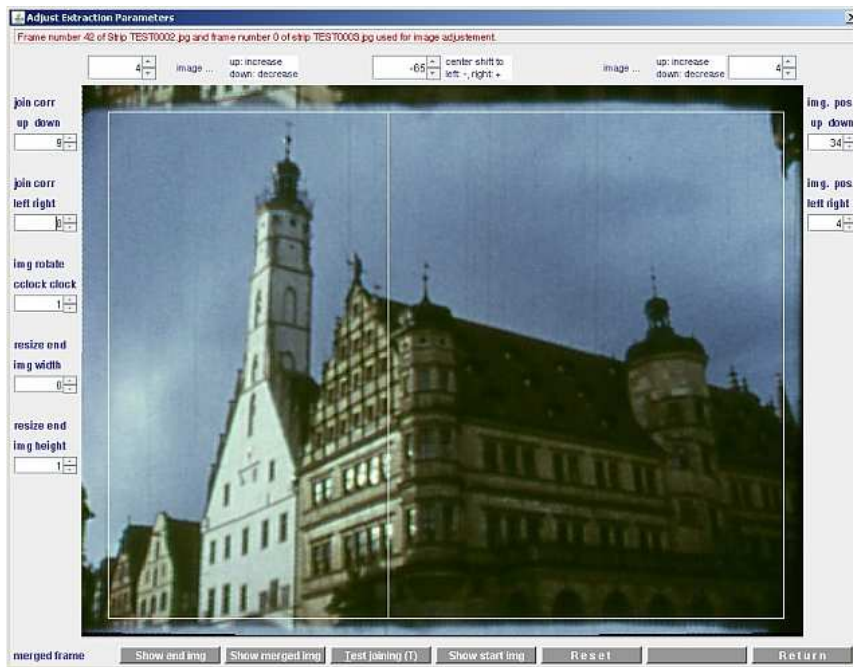 Adjust Extraction Parameters
Frame number 42 of Strip TEST0002.jpg and frame number 0 of strip TEST0003.jpg used for image adjustement.
4 image ... up: increase
down: decrease
-65 center shift to
left: -, right: +
image ... up: increase
down: decrease 4
join corr
up down
9
join corr
left right
img rotate
cclock clock
1
resize end
img width
resize end
img height
1
img. pos.
up down
34
img. pos.
left right
4
merged frame
Show end img
Show merged img
Test joining (T)
Show start img
Reset
Return